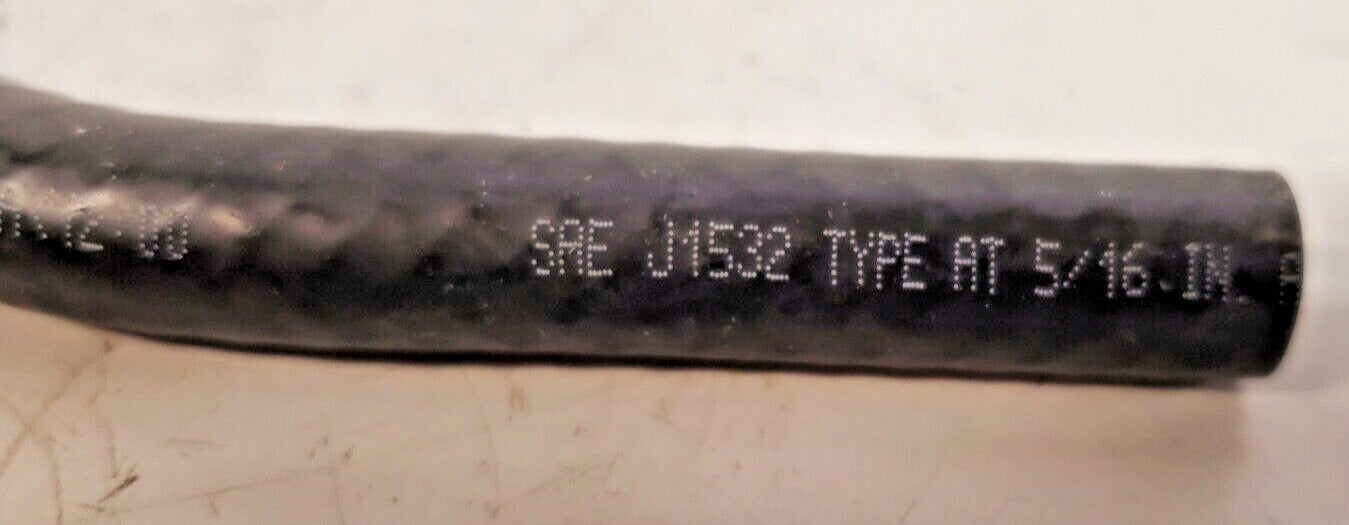 SAE J1532 TYPE AT 5/16 IN